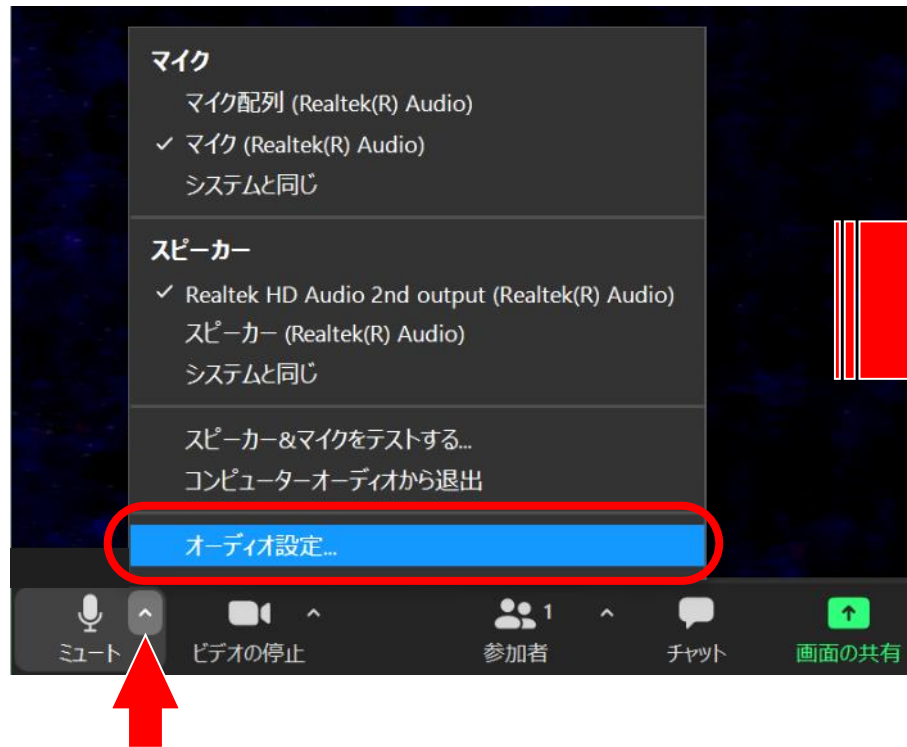 マイク
マイク配列 (Realtek(R) Audio)
マイク (Realtek(R) Audio)
システムと同じ
スピーカー
Realtek HD Audio 2nd output (Realtek(R) Audio)
スピーカー (Realtek(R) Audio)
システムと同じ
スピーカー&マイクをテストする...
コンピューターオーディオから退出
オーディオ設定...
1
ミュート ビデオの停止 参加者 チャット 画面の共有